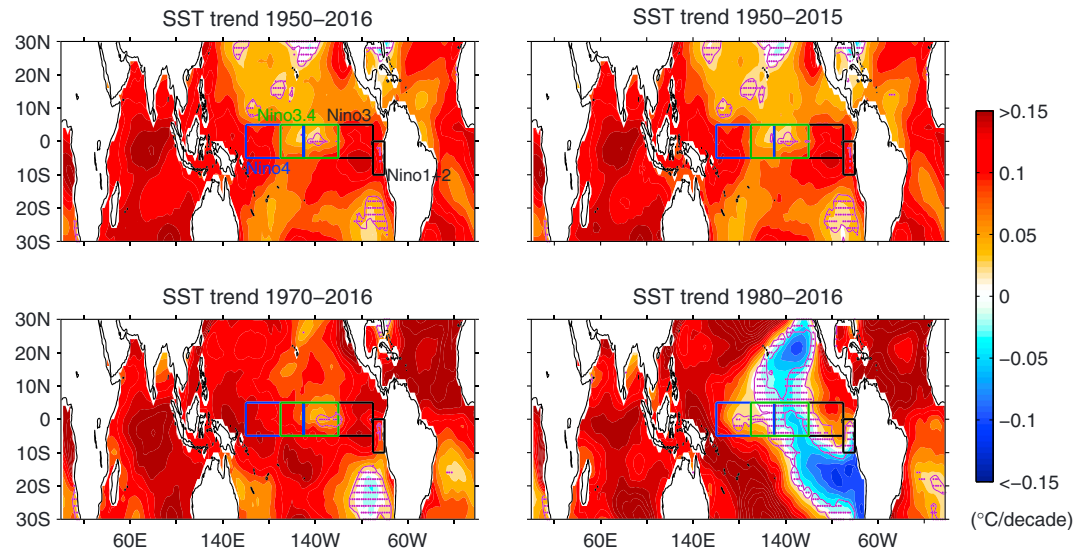 SST trend 1950−2016
SST trend 1950−2015
30N
20N
10N
0
10S
20S
30S
Nino3.4
Nino3
Nino4
Nino1+2
SST trend 1970−2016
SST trend 1980−2016
30N
20N
10N
0
10S
20S
30S
60E
140E
140W
60W
60E
140E
140W
60W
>0.15
0.1
0.05
0
−0.05
−0.1
<−0.15
(°C/decade)